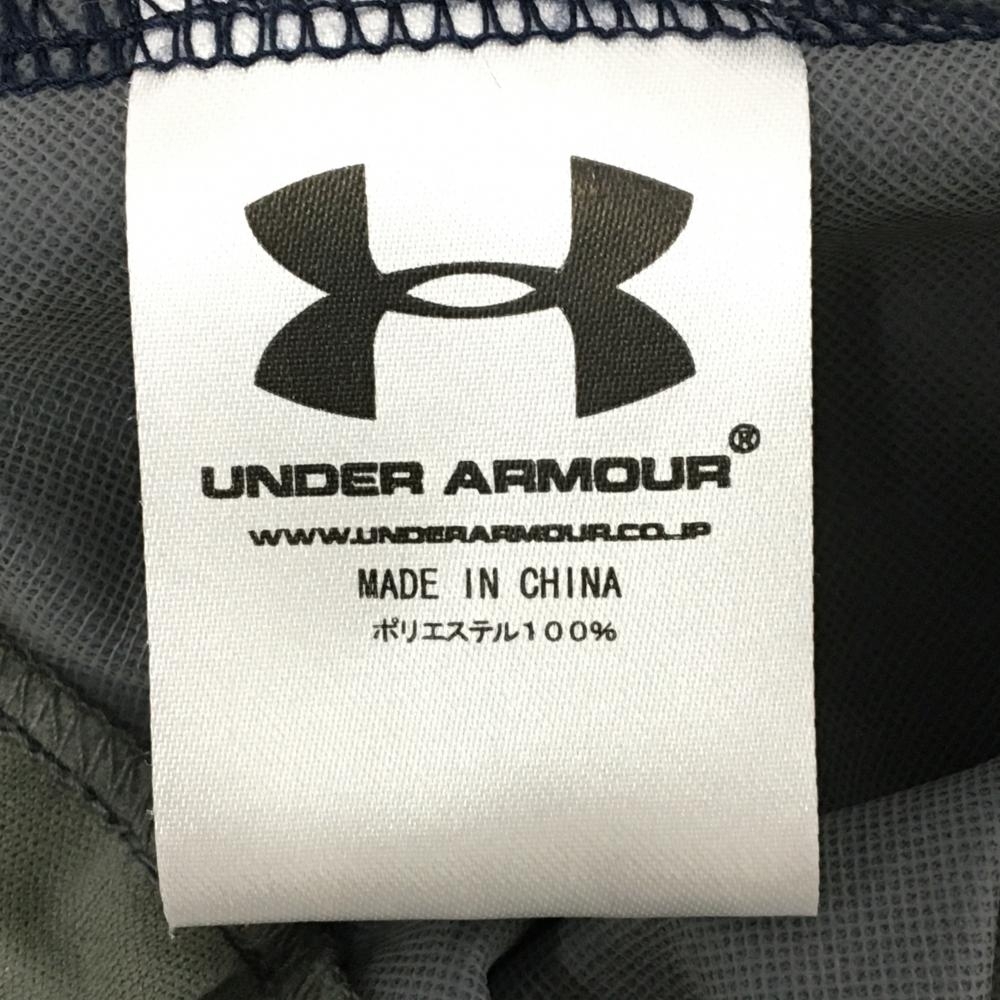 UNDER ARMOUR®
WWW.UNDERARMOUR.CO.JP
MADE IN CHINA
ポリエステル100%